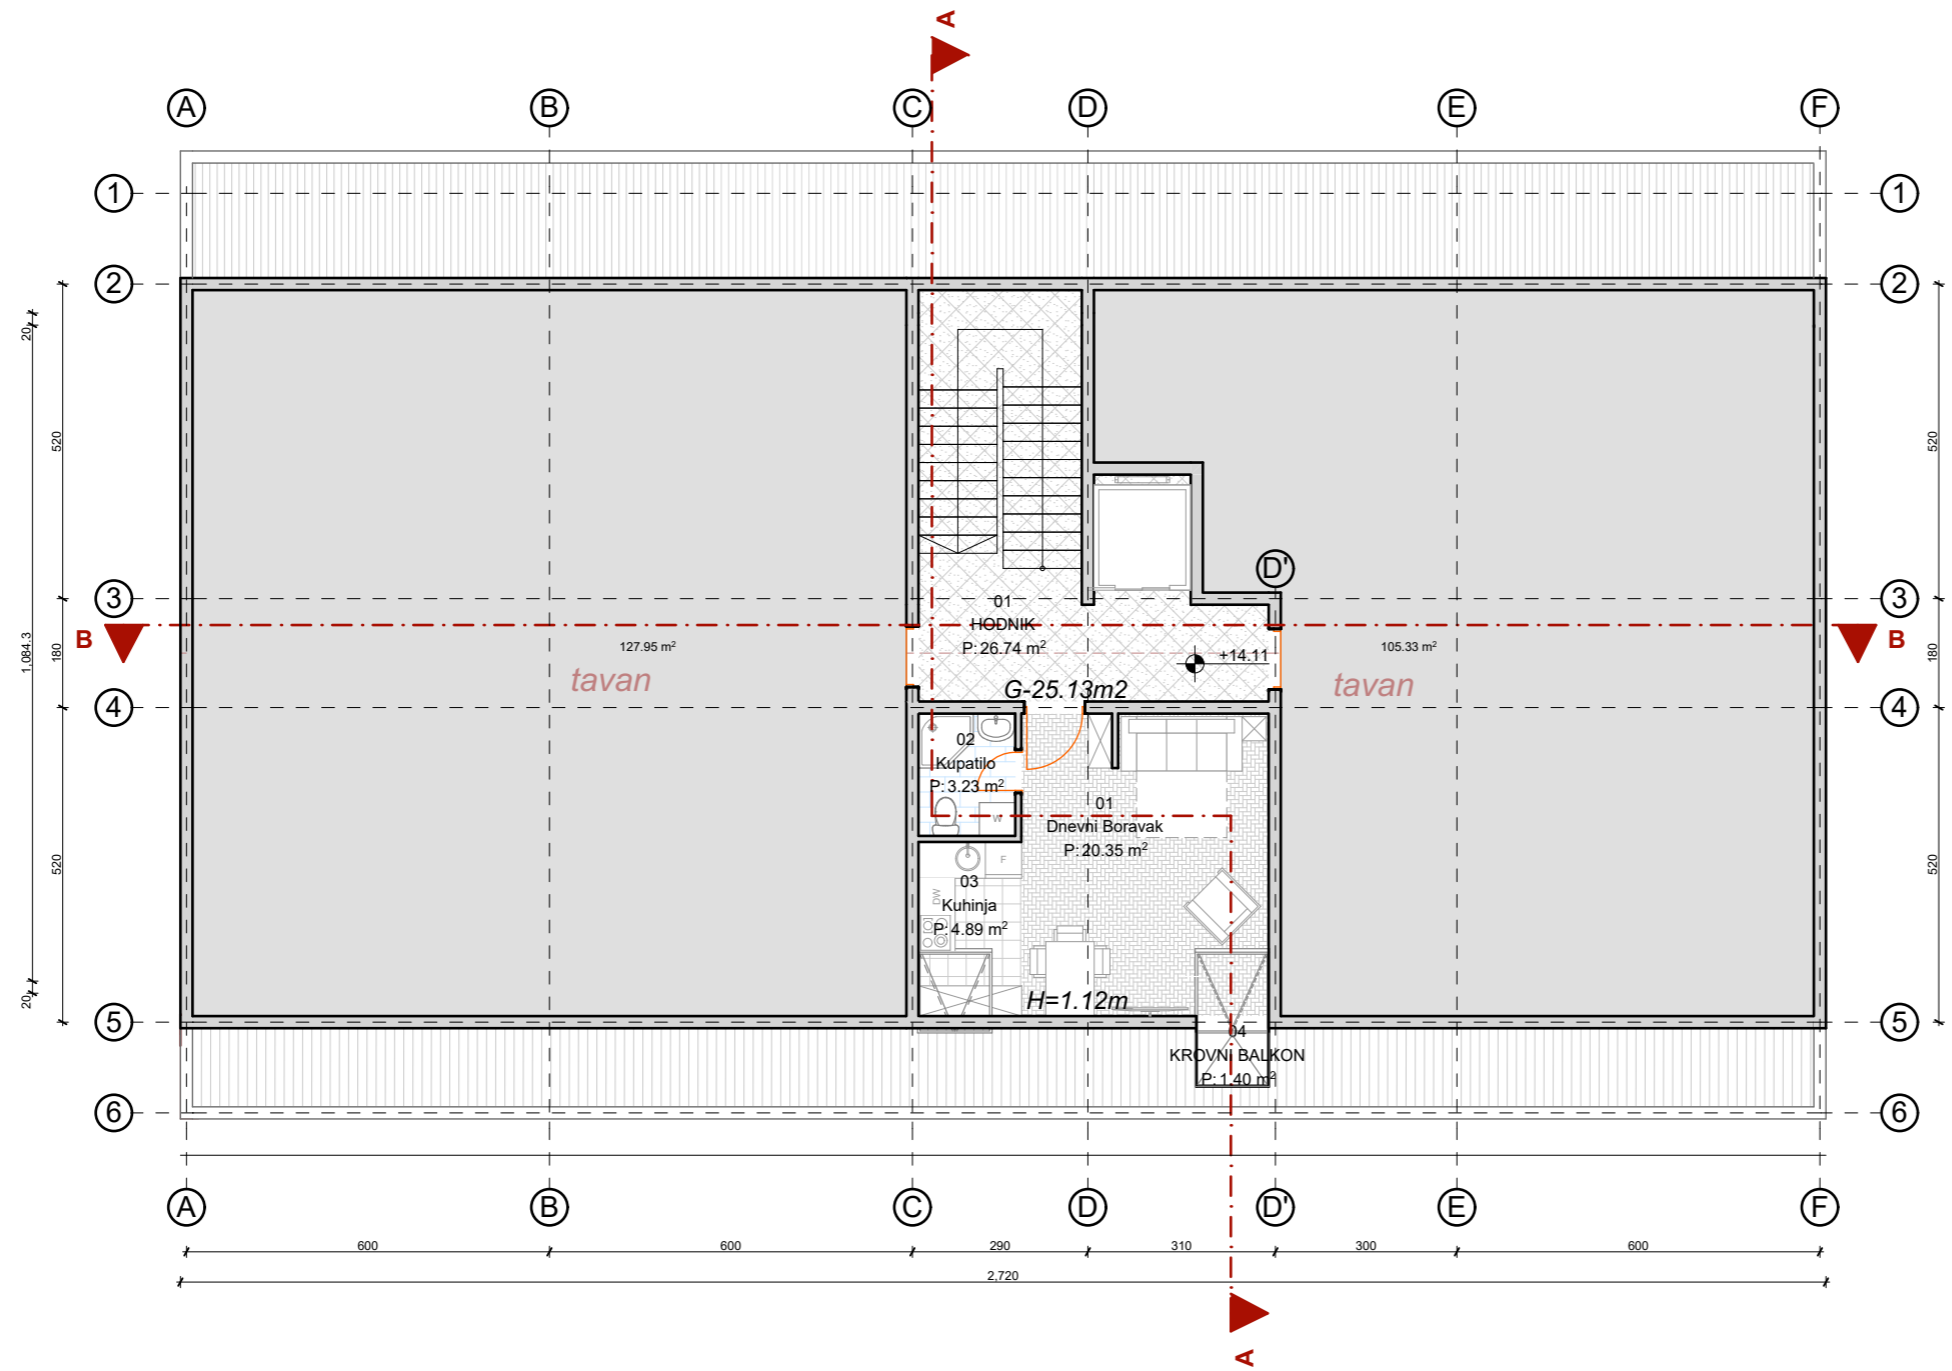 A
A B C D E F
1 1
2 2
20
520 520
D'
3 3
01
HODNIK
P: 26.74 m²
B B
127.95 m²
tavan
105.33 m²
tavan
+14.11
1,084.3
180 180
G-25.13m2
4 4
02
Kupatilo
P: 3.23 m²
W
01
Dnevni Boravak
P: 20.35 m²
F
03
DW
Kuhinja
P: 4.89 m²
520 520
H=1.12m
20
5 5
04
KROVNI BALKON
P: 1.40 m²
6 6
A B C D D' E F
600 600 290 310 300 600
2,720
A